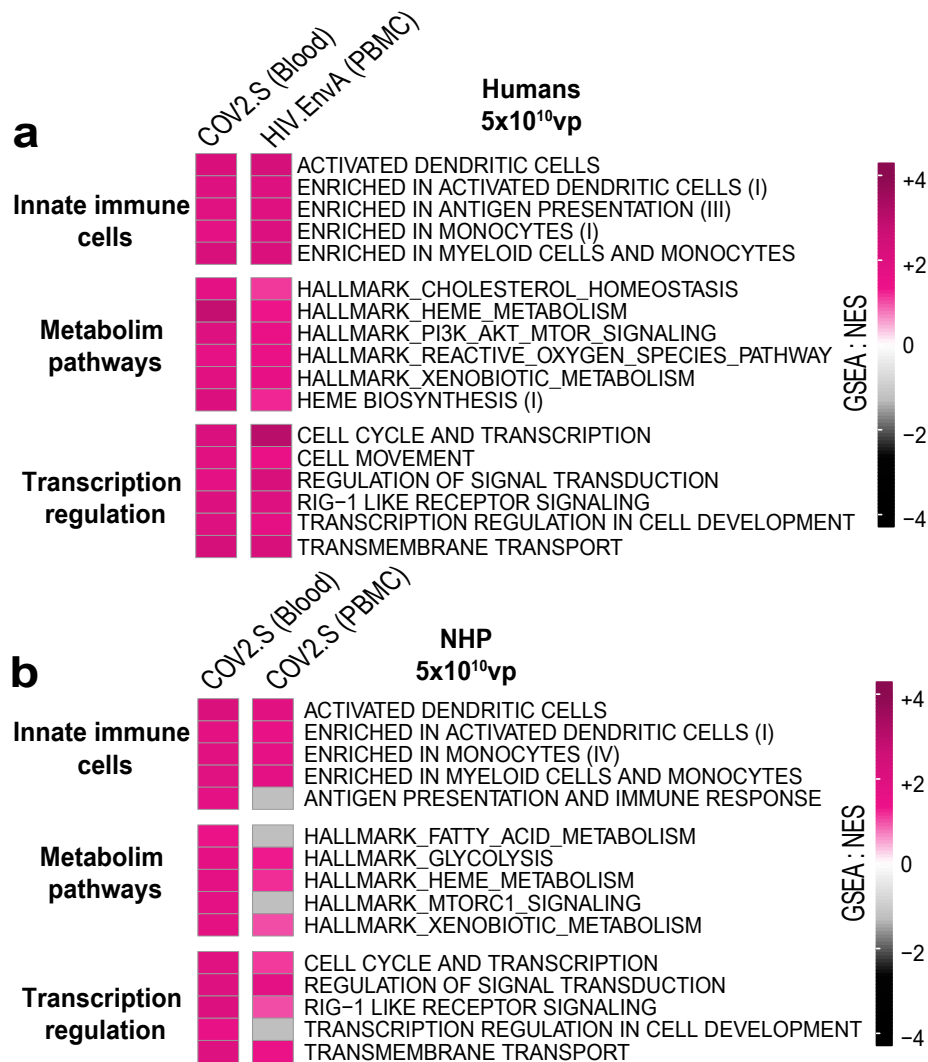 COV2.S (Blood)
HIV.EnvA (PBMC)
Humans
5x10¹⁰vp
a
Innate immune
cells
ACTIVATED DENDRITIC CELLS
ENRICHED IN ACTIVATED DENDRITIC CELLS (I)
ENRICHED IN ANTIGEN PRESENTATION (III)
ENRICHED IN MONOCYTES (I)
ENRICHED IN MYELOID CELLS AND MONOCYTES
Metabolim
pathways
HALLMARK_CHOLESTEROL_HOMEOSTASIS
HALLMARK_HEME_METABOLISM
HALLMARK_PI3K_AKT_MTOR_SIGNALING
HALLMARK_REACTIVE_OXYGEN_SPECIES_PATHWAY
HALLMARK_XENOBIOTIC_METABOLISM
HEME BIOSYNTHESIS (I)
Transcription
regulation
CELL CYCLE AND TRANSCRIPTION
CELL MOVEMENT
REGULATION OF SIGNAL TRANSDUCTION
RIG−1 LIKE RECEPTOR SIGNALING
TRANSCRIPTION REGULATION IN CELL DEVELOPMENT
TRANSMEMBRANE TRANSPORT
GSEA : NES
+4
+2
0
−2
−4
COV2.S (Blood)
COV2.S (PBMC)
NHP
5x10¹⁰vp
b
Innate immune
cells
ACTIVATED DENDRITIC CELLS
ENRICHED IN ACTIVATED DENDRITIC CELLS (I)
ENRICHED IN MONOCYTES (IV)
ENRICHED IN MYELOID CELLS AND MONOCYTES
ANTIGEN PRESENTATION AND IMMUNE RESPONSE
Metabolim
pathways
HALLMARK_FATTY_ACID_METABOLISM
HALLMARK_GLYCOLYSIS
HALLMARK_HEME_METABOLISM
HALLMARK_MTORC1_SIGNALING
HALLMARK_XENOBIOTIC_METABOLISM
Transcription
regulation
CELL CYCLE AND TRANSCRIPTION
REGULATION OF SIGNAL TRANSDUCTION
RIG−1 LIKE RECEPTOR SIGNALING
TRANSCRIPTION REGULATION IN CELL DEVELOPMENT
TRANSMEMBRANE TRANSPORT
GSEA : NES
+4
+2
0
−2
−4